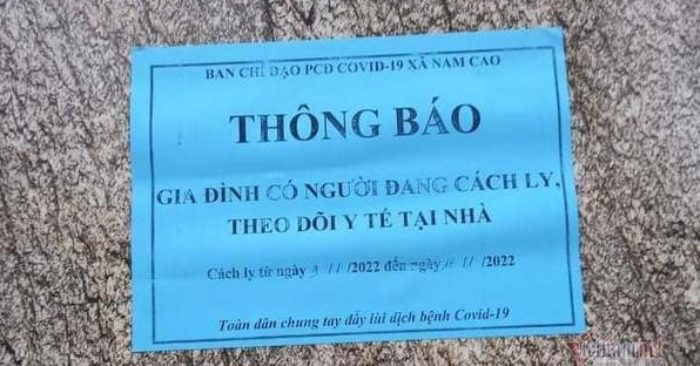 BAN CHỈ ĐẠO PCD COVID-19 XÃ NAM CAO
THÔNG BÁO
GIA ĐÌNH CÓ NGƯỜI ĐANG CÁCH LY,
THEO DÕI Y TẾ TẠI NHÀ
Cách ly từ ngày /2022 đến ngày /2022
Toàn dân chung tay đẩy lùi dịch bệnh Covid-19